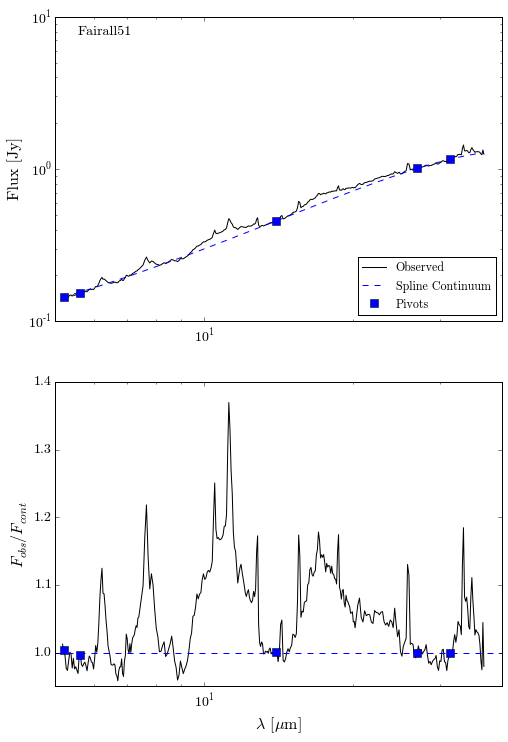 Fairall51
10^1
10^0
10^-1
Flux [Jy]
Observed
Spline Continuum
Pivots
10^1
1.4
1.3
1.2
1.1
1.0
F_obs/F_cont
10^1
λ [μm]